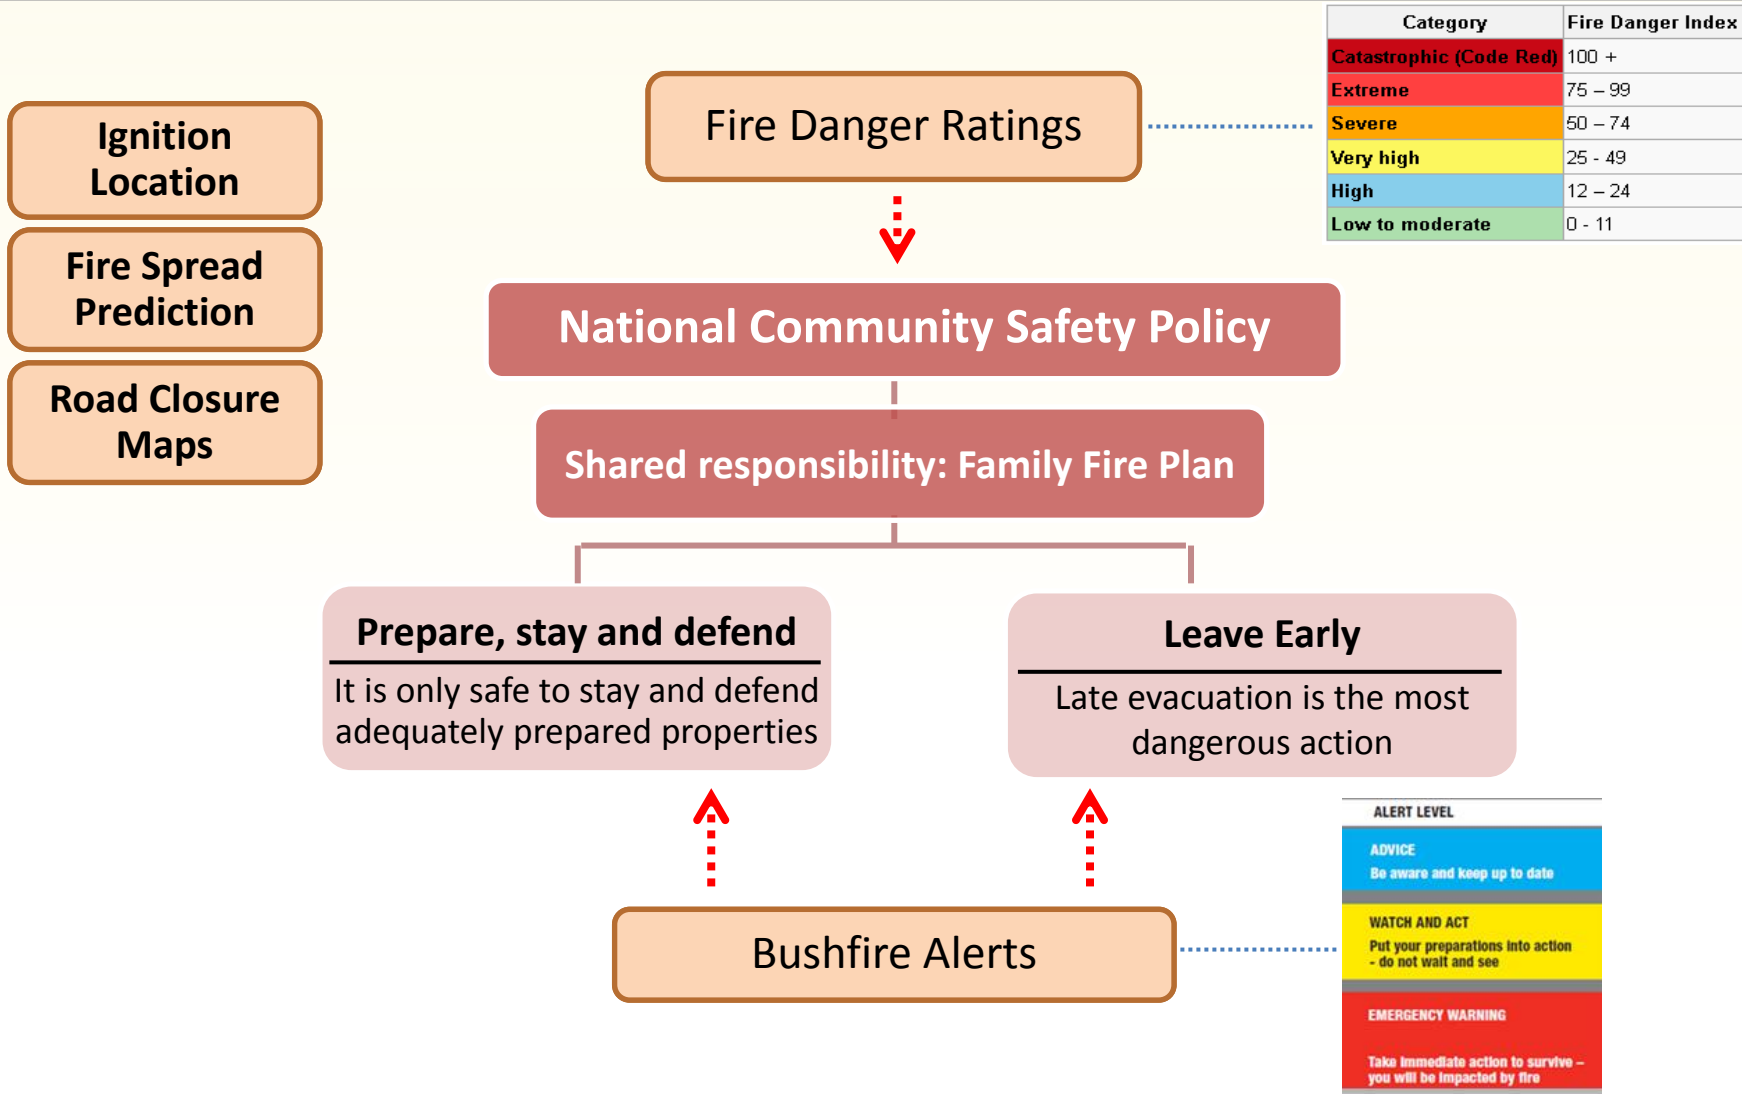 Category Fire Danger Index
Catastrophic (Code Red) 100 +
Extreme 75 – 99
Severe 50 – 74
Very high 25 - 49
High 12 – 24
Low to moderate 0 - 11
Fire Danger Ratings
Ignition
Location
Fire Spread
Prediction
Road Closure
Maps
National Community Safety Policy
Shared responsibility: Family Fire Plan
Prepare, stay and defend
It is only safe to stay and defend
adequately prepared properties
Leave Early
Late evacuation is the most
dangerous action
Bushfire Alerts
ALERT LEVEL
ADVICE
Be aware and keep up to date
WATCH AND ACT
Put your preparations into action
- do not wait and see
EMERGENCY WARNING
Take immediate action to survive –
you will be impacted by fire